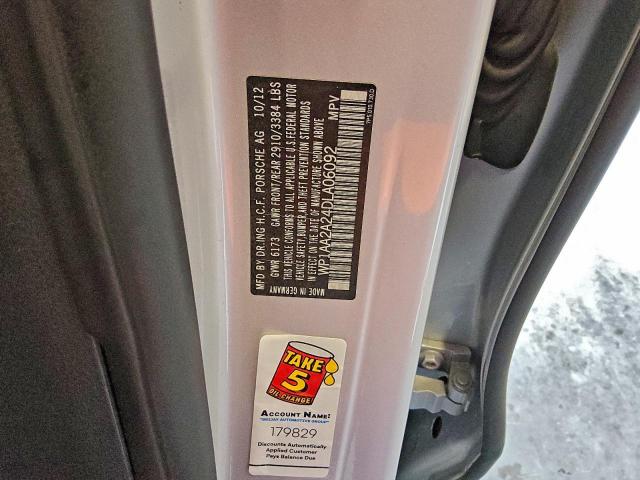 MFD BY DR.ING H.C.F. PORSCHE AG 10/12
GVWR 6173 GAWR FRONT/REAR 2910/3384 LBS
THIS VEHICLE CONFORMS TO ALL APPLICABLE U.S FEDERAL MOTOR
VEHICLE SAFETY, BUMPER, AND THEFT PREVENTION STANDARDS
IN EFFECT ON THE DATE OF MANUFACTURE SHOWN ABOVE
WP1AA2A24DLA06092 MPV
MADE IN GERMANY
TAKE
5
OIL CHANGE
ACCOUNT NAME:
179829
Discounts Automatically
Applied Customer
Pays Balance Due